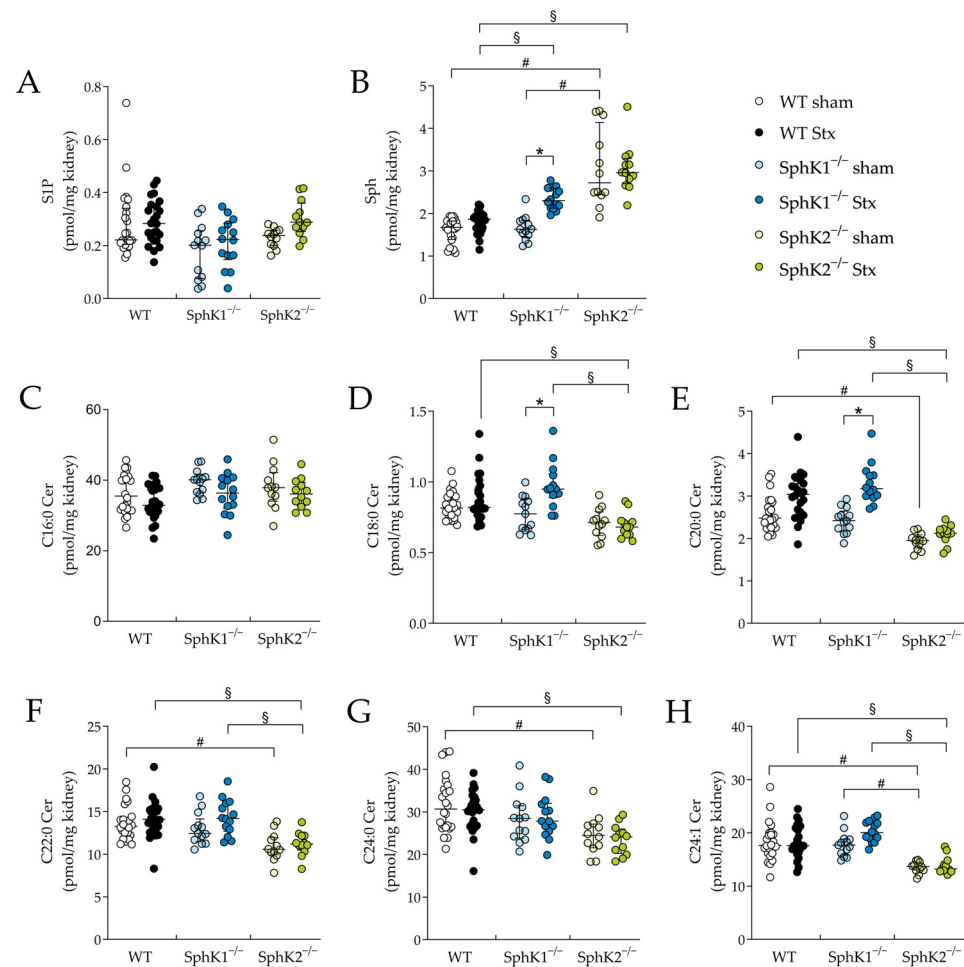 A
S1P
(pmol/mg kidney)
0.8
0.6
0.4
0.2
0.0
WT
SphK1⁻/⁻
SphK2⁻/⁻
B
Sph
(pmol/mg kidney)
5
4
3
2
1
0
§
§
#
#
*
WT
SphK1⁻/⁻
SphK2⁻/⁻
WT sham
WT Stx
SphK1⁻/⁻ sham
SphK1⁻/⁻ Stx
SphK2⁻/⁻ sham
SphK2⁻/⁻ Stx
C
C16:0 Cer
(pmol/mg kidney)
60
40
20
0
WT
SphK1⁻/⁻
SphK2⁻/⁻
D
C18:0 Cer
(pmol/mg kidney)
1.5
1.0
0.5
0.0
§
§
*
WT
SphK1⁻/⁻
SphK2⁻/⁻
E
C20:0 Cer
(pmol/mg kidney)
5
4
3
2
1
0
§
§
#
*
WT
SphK1⁻/⁻
SphK2⁻/⁻
F
C22:0 Cer
(pmol/mg kidney)
25
20
15
10
5
0
§
§
#
WT
SphK1⁻/⁻
SphK2⁻/⁻
G
C24:0 Cer
(pmol/mg kidney)
50
40
30
20
10
0
§
#
WT
SphK1⁻/⁻
SphK2⁻/⁻
H
C24:1 Cer
(pmol/mg kidney)
40
30
20
10
0
§
§
#
#
WT
SphK1⁻/⁻
SphK2⁻/⁻